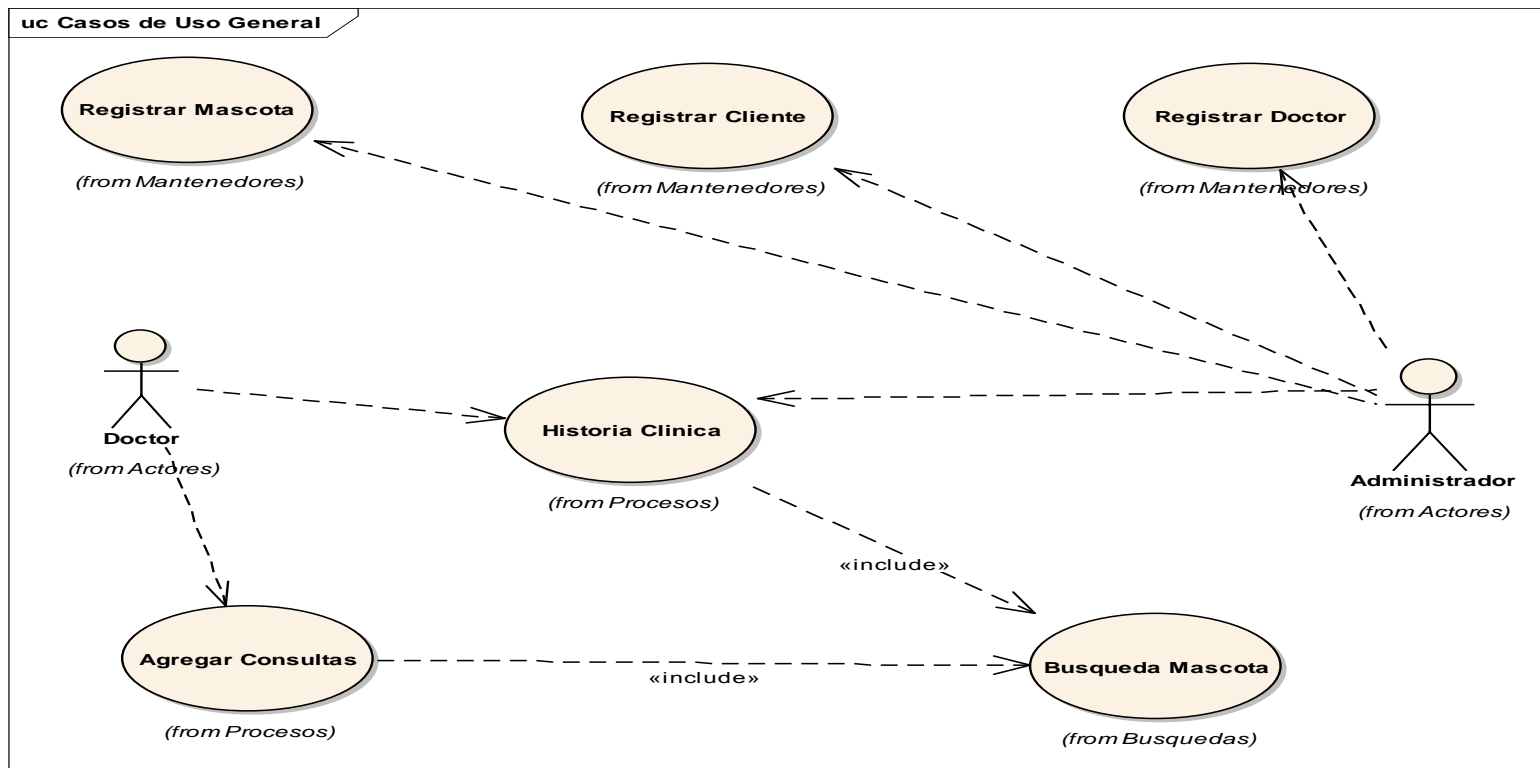 uc Casos de Uso General
Registrar Mascota
(from Mantenedores)
Registrar Cliente
(from Mantenedores)
Registrar Doctor
(from Mantenedores)
Doctor
(from Actores)
Historia Clinica
(from Procesos)
Administrador
(from Actores)
«include»
Agregar Consultas
(from Procesos)
«include»
Busqueda Mascota
(from Busquedas)